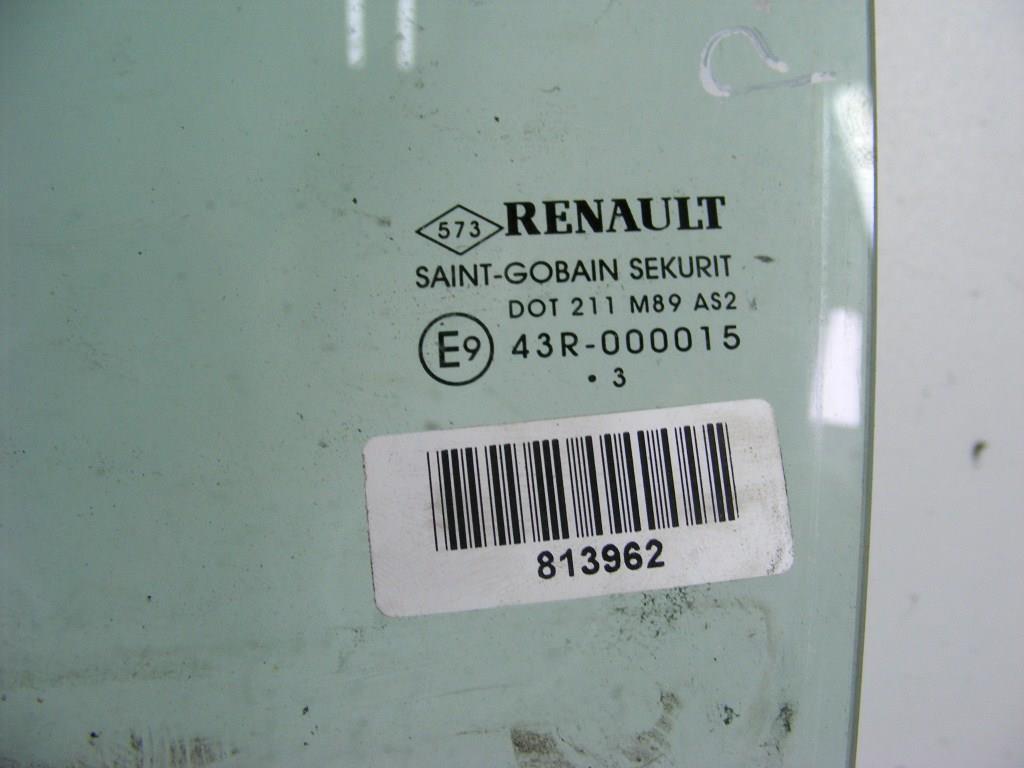 573 RENAULT
SAINT-GOBAIN SEKURIT
DOT 211 M89 AS2
E9 43R-000015
• 3
813962